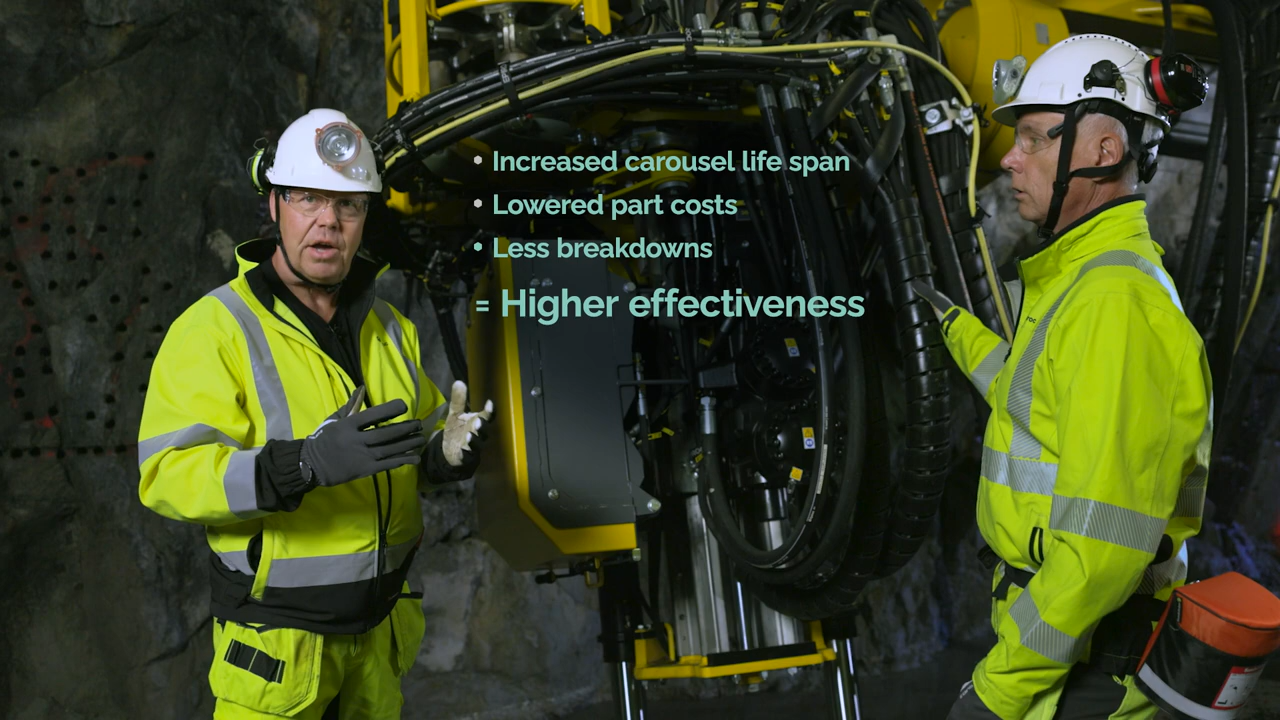 • Increased carousel life span
• Lowered part costs
• Less breakdowns
= Higher effectiveness